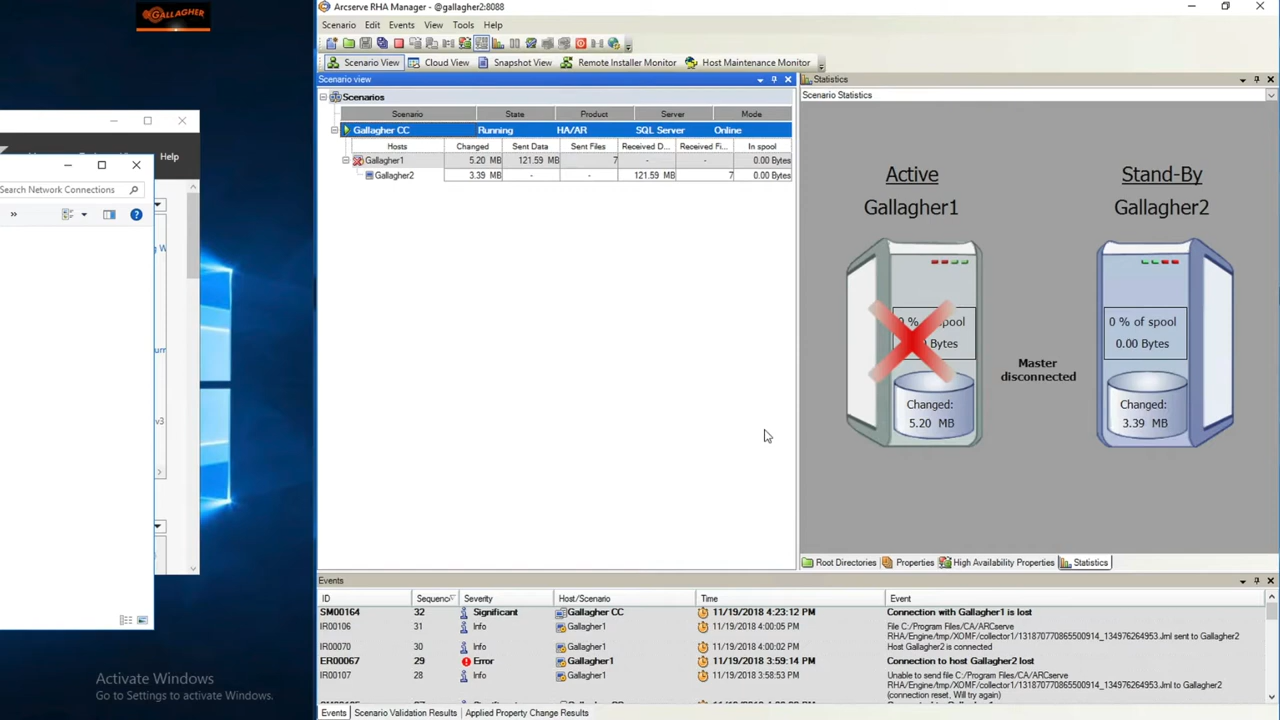 GALLAGHER
Arcserve RHA Manager - @gallagher2:8088
Scenario Edit Events View Tools Help
Scenario View Cloud View Snapshot View Remote Installer Monitor Host Maintenance Monitor
Scenario view
Statistics
Scenarios
Scenario Statistics
Scenario State Product Server Mode
Gallagher CC Running HA/AR SQL Server Online
Hosts Changed Sent Data Sent Files Received D... Received Fi... In spool
Gallagher1 5.20 MB 121.59 MB 7 - - 0.00 Bytes
Gallagher2 3.39 MB - - 121.59 MB 7 0.00 Bytes
Help
Search Network Connections
»
Active
Gallagher1
Stand-By
Gallagher2
0 % spool
Bytes
0 % of spool
0.00 Bytes
Master
disconnected
Changed:
5.20 MB
Changed:
3.39 MB
v3
Root Directories Properties High Availability Properties Statistics
Events
ID Sequenc Severity Host/Scenario Time Event
SM00164 32 Significant Gallagher CC 11/19/2018 4:23:12 PM Connection with Gallagher1 is lost
IR00106 31 Info Gallagher1 11/19/2018 4:00:05 PM File C:/Program Files/CA/ARCserve
RHA/Engine/tmp/XOMF/collector1/131870770865500914_134976264953.Jml sent to Gallagher2
IR00070 30 Info Gallagher1 11/19/2018 4:00:02 PM Host Gallagher2 is connected
ER00067 29 Error Gallagher1 11/19/2018 3:59:14 PM Connection to host Gallagher2 lost
IR00107 28 Info Gallagher1 11/19/2018 3:58:53 PM Unable to send file C:/Program Files/CA/ARCserve
RHA/Engine/tmp/XOMF/collector1/131870770865500914_134976264953.Jml to Gallagher2
(connection reset, Will try again)
Activate Windows
Go to Settings to activate Windows.
Events Scenario Validation Results Applied Property Change Results